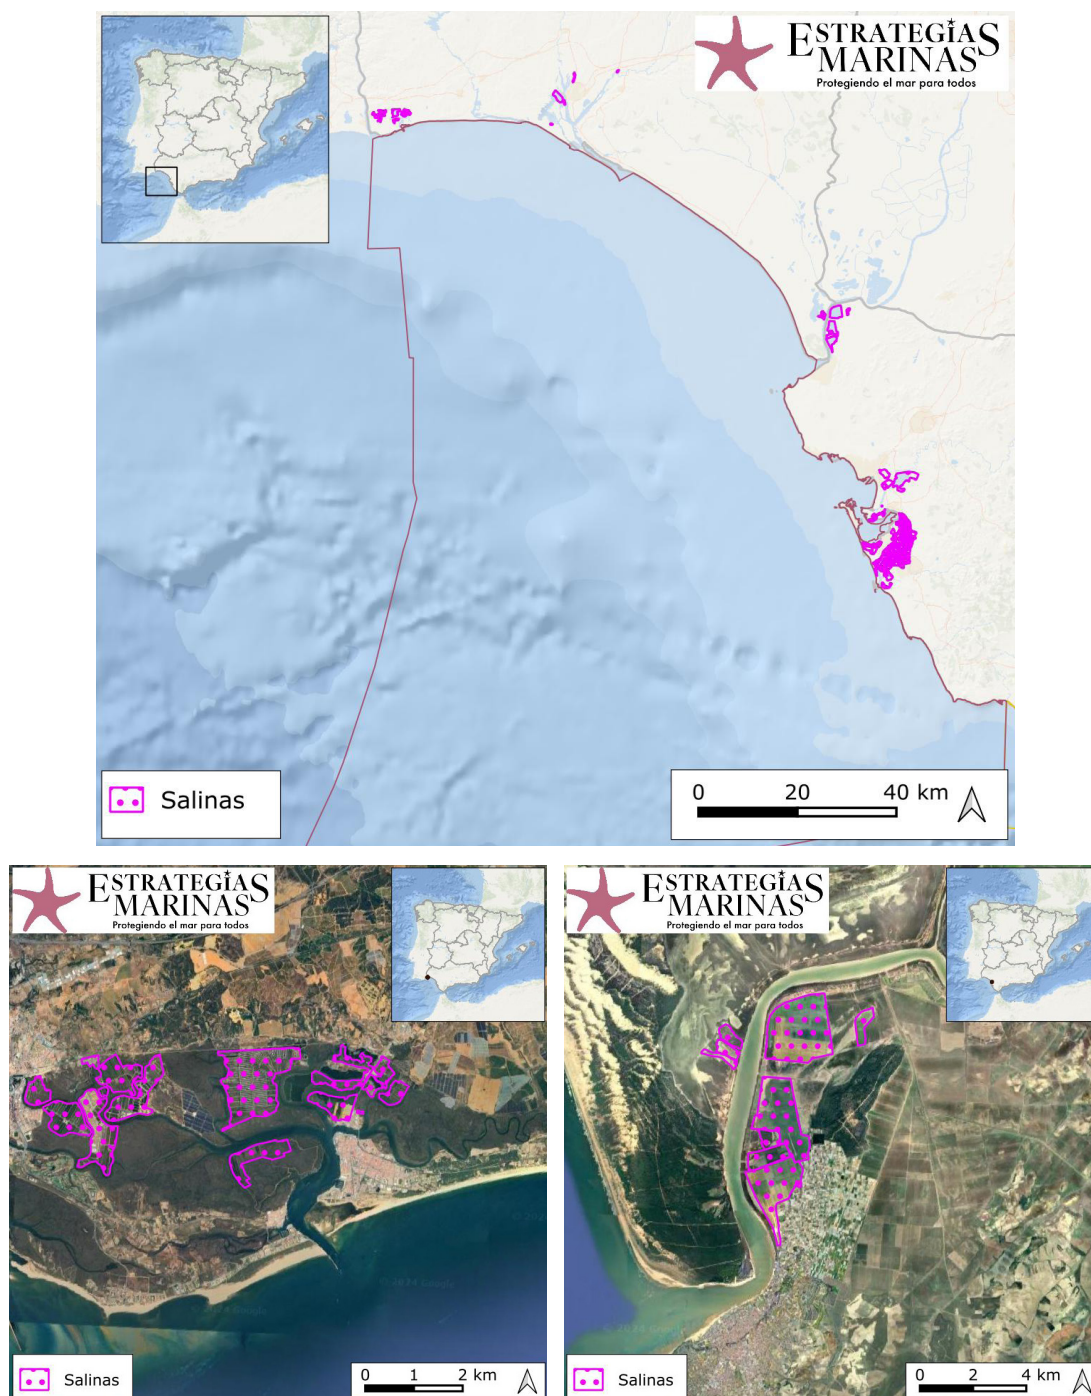 ESTRATEGIAS
MARINAS
Protegiendo el mar para todos
Salinas
0 20 40 km
ESTRATEGIAS
MARINAS
Protegiendo el mar para todos
Salinas
0 1 2 km
ESTRATEGIAS
MARINAS
Protegiendo el mar para todos
Salinas
0 2 4 km